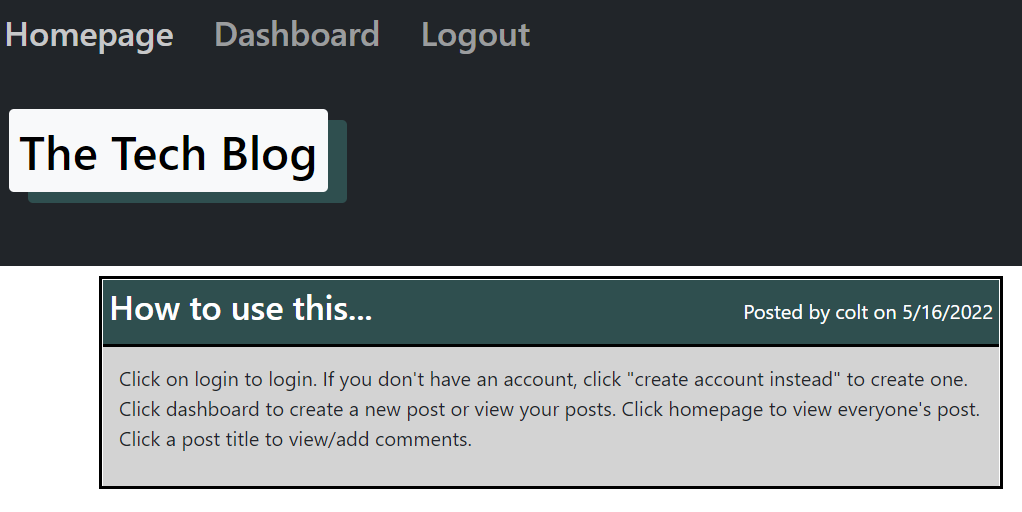 Homepage Dashboard Logout
The Tech Blog
How to use this... Posted by colt on 5/16/2022
Click on login to login. If you don't have an account, click "create account instead" to create one.
Click dashboard to create a new post or view your posts. Click homepage to view everyone's post.
Click a post title to view/add comments.